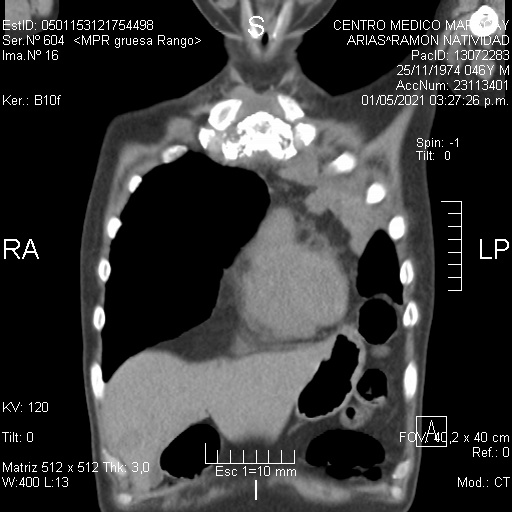 EstID: 0501153121754498
Ser.Nº 604 <MPR gruesa Rango>
Ima.Nº 16
Ker.: B10f
S
CENTRO MEDICO MARACAY
ARIAS^RAMON NATIVIDAD
PacID: 13072283
25/11/1974 046Y M
AccNum: 23113401
01/05/2021 03:27:26 p.m.
Spin: -1
Tilt: 0
RA
LP
KV: 120
Tilt: 0
Matriz 512 x 512 Thk: 3,0
W:400 L:13
Esc 1=10 mm
I
A
FOV: 40,2 x 40 cm
Ref.: 0
Mod.: CT